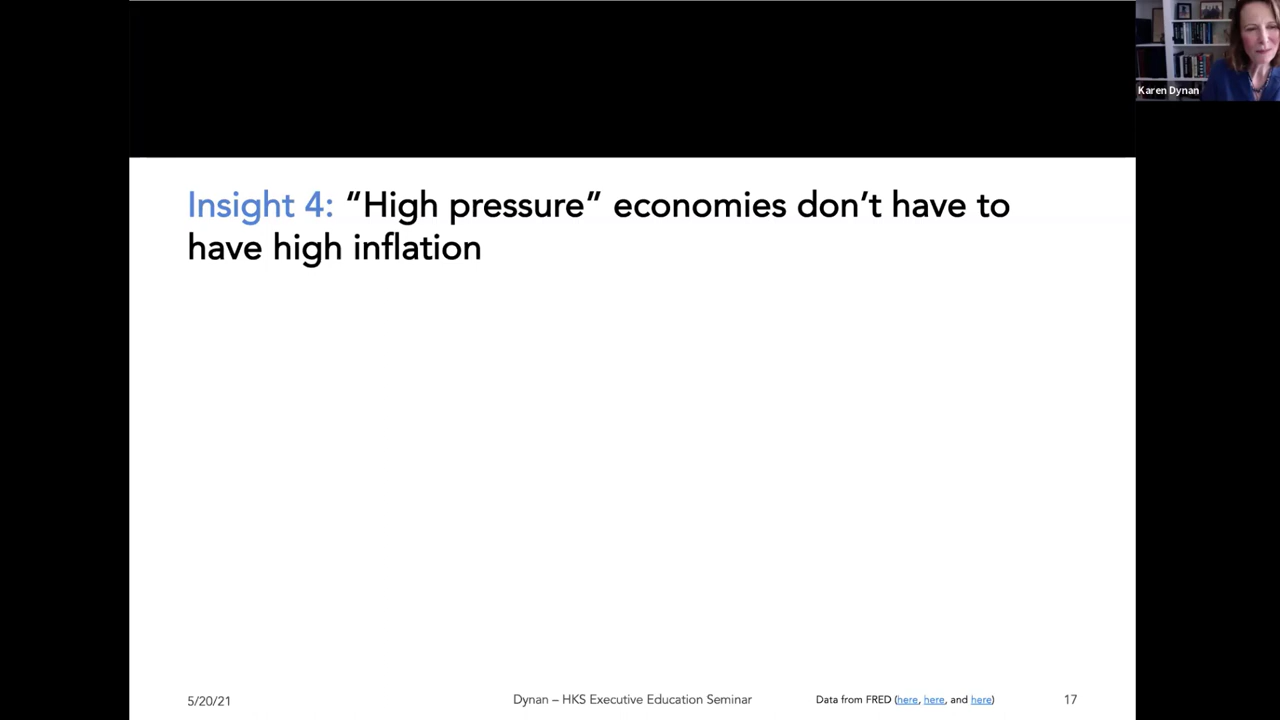 Karen Dynan
Insight 4: “High pressure” economies don’t have to
have high inflation
5/20/21
Dynan – HKS Executive Education Seminar
Data from FRED (here, here, and here)
17